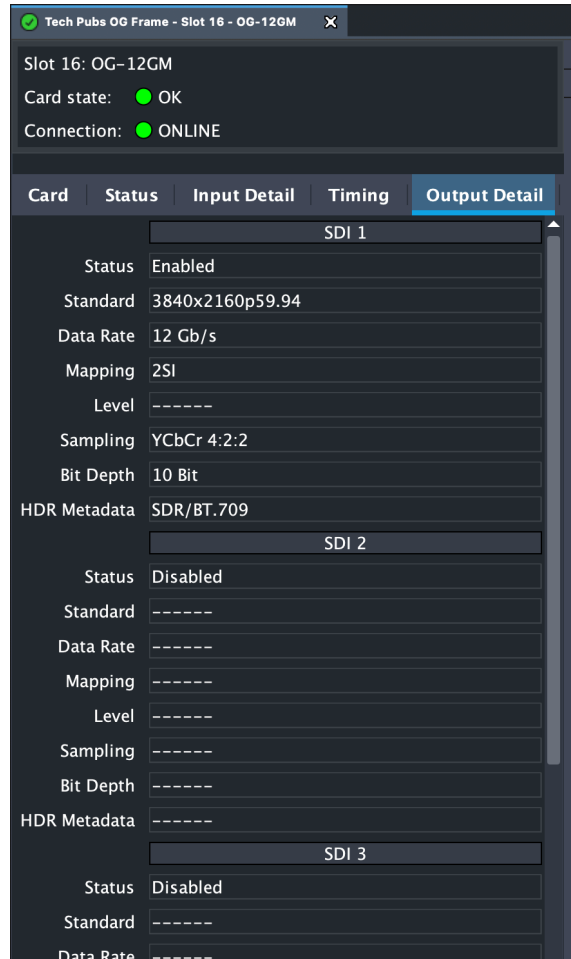 Tech Pubs OG Frame - Slot 16 - OG-12GM
Slot 16: OG-12GM
Card state: OK
Connection: ONLINE
Card Status Input Detail Timing Output Detail
SDI 1
Status Enabled
Standard 3840x2160p59.94
Data Rate 12 Gb/s
Mapping 2SI
Level ------
Sampling YCbCr 4:2:2
Bit Depth 10 Bit
HDR Metadata SDR/BT.709
SDI 2
Status Disabled
Standard ------
Data Rate ------
Mapping ------
Level ------
Sampling ------
Bit Depth ------
HDR Metadata ------
SDI 3
Status Disabled
Standard ------
Data Rate ------